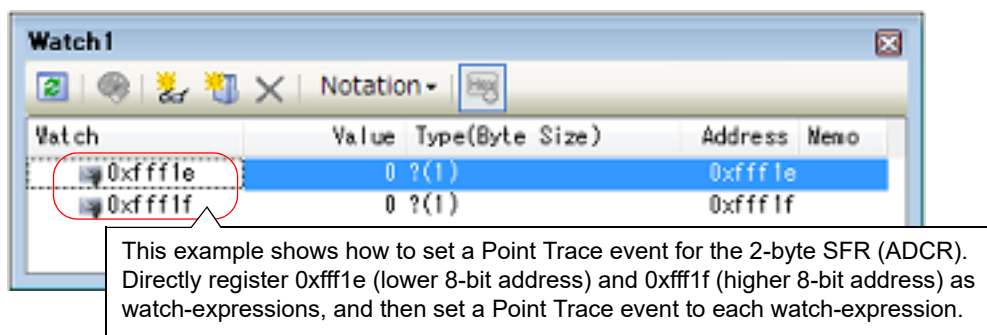 Watch1
Notation
Hex
Watch Value Type(Byte Size) Address Memo
0xfff1e 0 ?(1) 0xfff1e
0xfff1f 0 ?(1) 0xfff1f
This example shows how to set a Point Trace event for the 2-byte SFR (ADCR).
Directly register 0xfff1e (lower 8-bit address) and 0xfff1f (higher 8-bit address) as
watch-expressions, and then set a Point Trace event to each watch-expression.